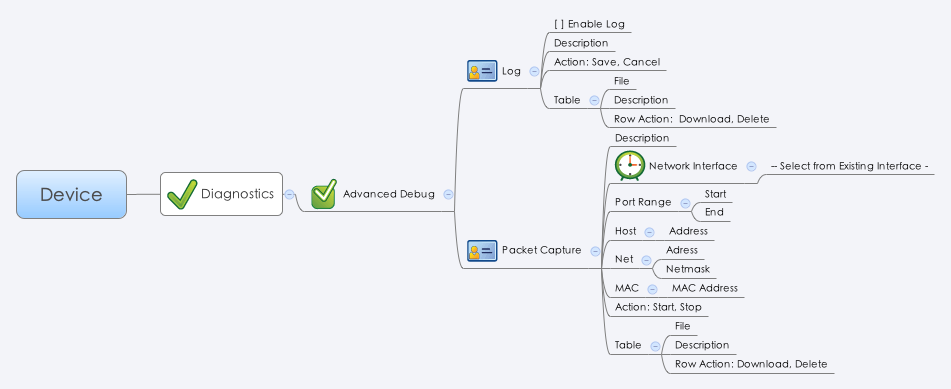 Device
Diagnostics
Advanced Debug
Log
[ ] Enable Log
Description
Action: Save, Cancel
Table
File
Description
Row Action:  Download, Delete
Packet Capture
Description
Network Interface
-- Select from Existing Interface -
Port Range
Start
End
Host
Address
Net
Adress
Netmask
MAC
MAC Address
Action: Start, Stop
Table
File
Description
Row Action: Download, Delete